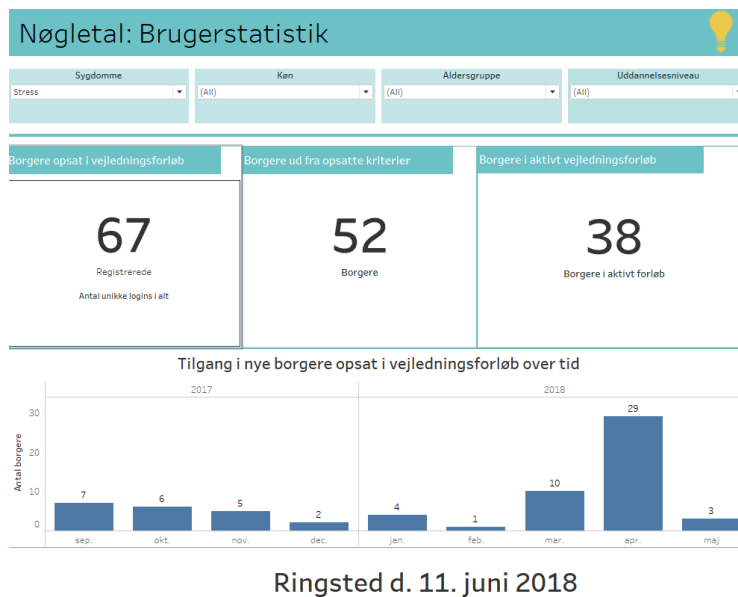 Nøgletal: Brugerstatistik
Sygdomme Køn Aldersgruppe Uddannelsesniveau
Stress (All) (All) (All)
Borgere opsat i vejledningsforløb Borgere ud fra opsatte kriterier Borgere i aktivt vejledningsforløb
67 52 38
Registrerede Borgere Borgere i aktivt forløb
Antal unikke logins i alt
Tilgang i nye borgere opsat i vejledningsforløb over tid
2017 2018
Antal borgere
30
20
10
0
7 6 5 2 4 1 10 29 3
sep. okt. nov. dec. jan. feb. mar. apr. maj
Ringsted d. 11. juni 2018